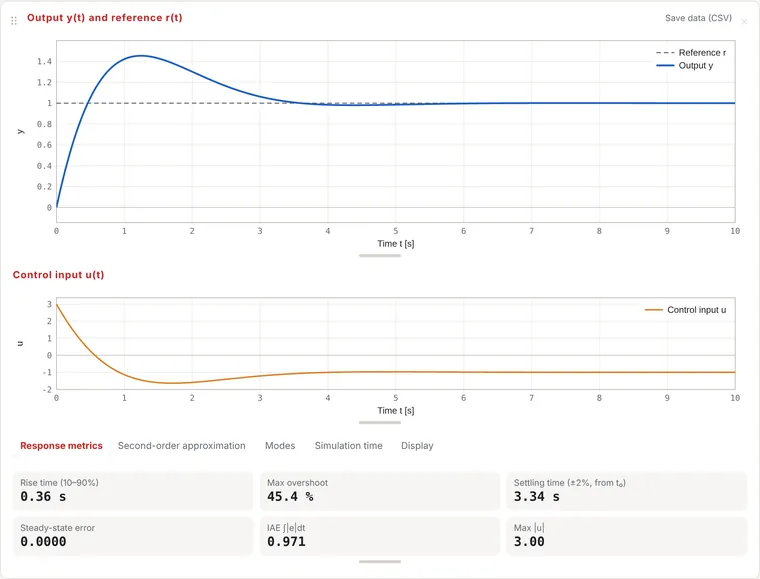 Output y(t) and reference r(t)
Save data (CSV)
×
Reference r
Output y
1.4
1.2
1
0.8
0.6
0.4
0.2
0
y
0 1 2 3 4 5 6 7 8 9 10
Time t [s]
Control input u(t)
Control input u
3
2
1
0
-1
-2
u
0 1 2 3 4 5 6 7 8 9 10
Time t [s]
Response metrics Second-order approximation Modes Simulation time Display
Rise time (10–90%) Max overshoot Settling time (±2%, from t₀)
0.36 s 45.4 % 3.34 s
Steady-state error IAE ∫|e|dt Max |u|
0.0000 0.971 3.00